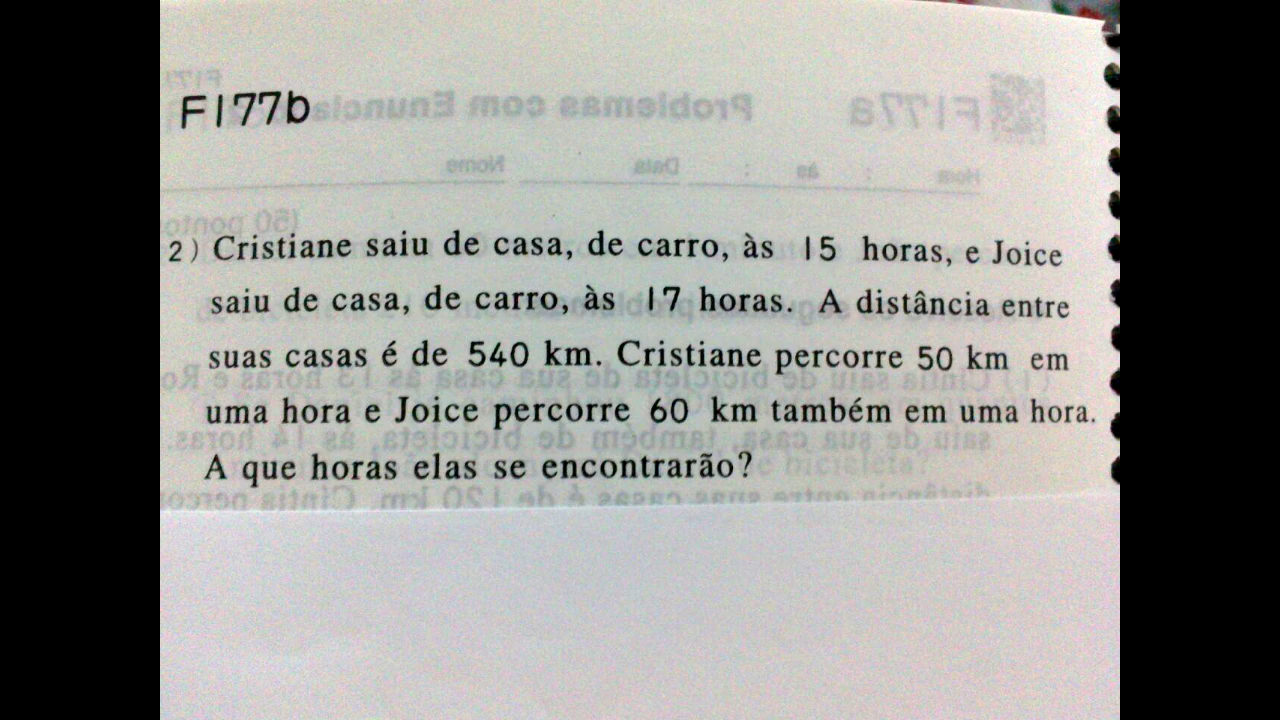 F177b
2) Cristiane saiu de casa, de carro, às 15 horas, e Joice
saiu de casa, de carro, às 17 horas. A distância entre
suas casas é de 540 km. Cristiane percorre 50 km em
uma hora e Joice percorre 60 km também em uma hora.
A que horas elas se encontrarão?